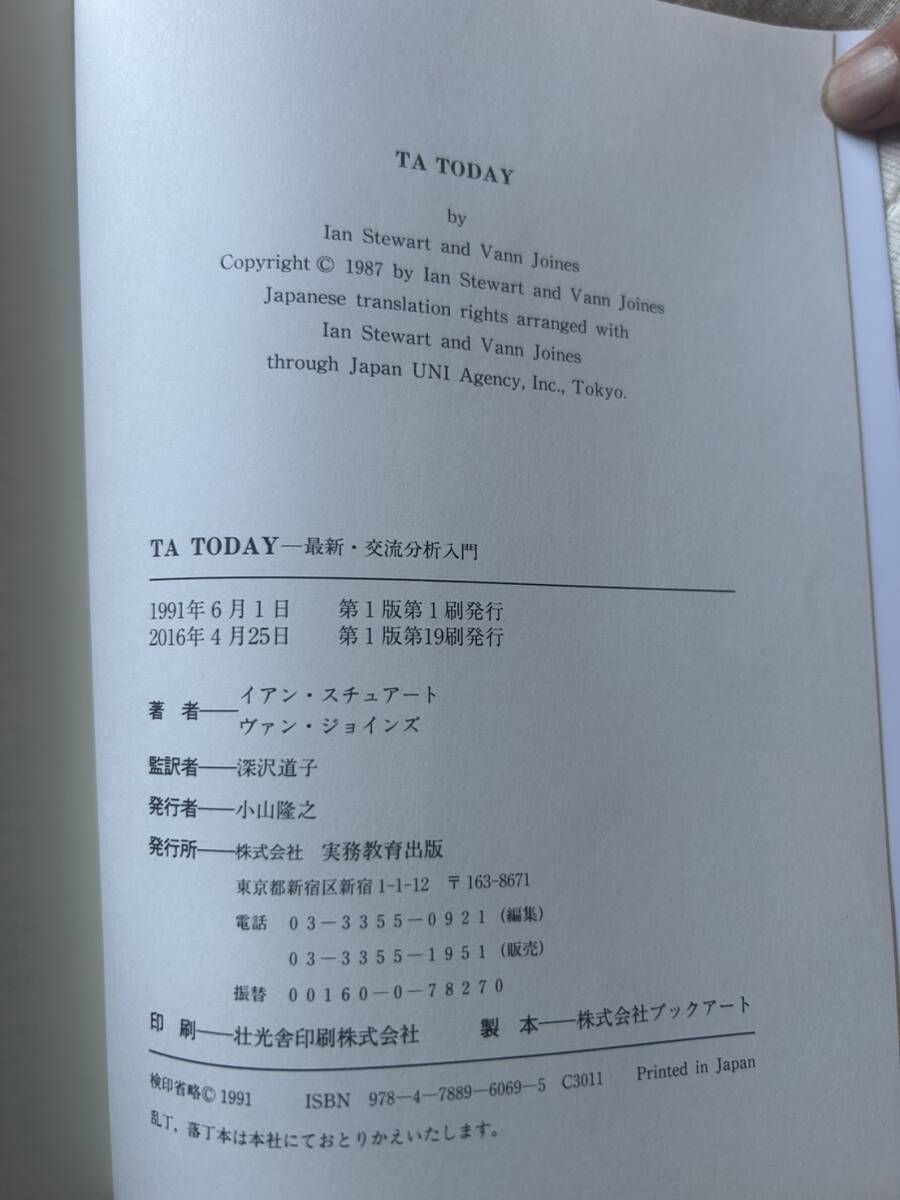 TA TODAY
by
Ian Stewart and Vann Joines
Copyright © 1987 by Ian Stewart and Vann Joines
Japanese translation rights arranged with
Ian Stewart and Vann Joines
through Japan UNI Agency, Inc., Tokyo.
TA TODAY―最新・交流分析入門
1991年6月1日 第1版第1刷発行
2016年4月25日 第1版第19刷発行
著 者―イアン・スチュアート
ヴァン・ジョインズ
監訳者―深沢道子
発行者―小山隆之
発行所―株式会社 実務教育出版
東京都新宿区新宿1-1-12 〒163-8671
電話 03-3355-0921(編集)
03-3355-1951(販売)
振替 00160-0-78270
印 刷―壮光舎印刷株式会社 製 本―株式会社ブックアート
検印省略© 1991 ISBN 978-4-7889-6069-5 C3011 Printed in Japan
乱丁,落丁本は本社にておとりかえいたします。